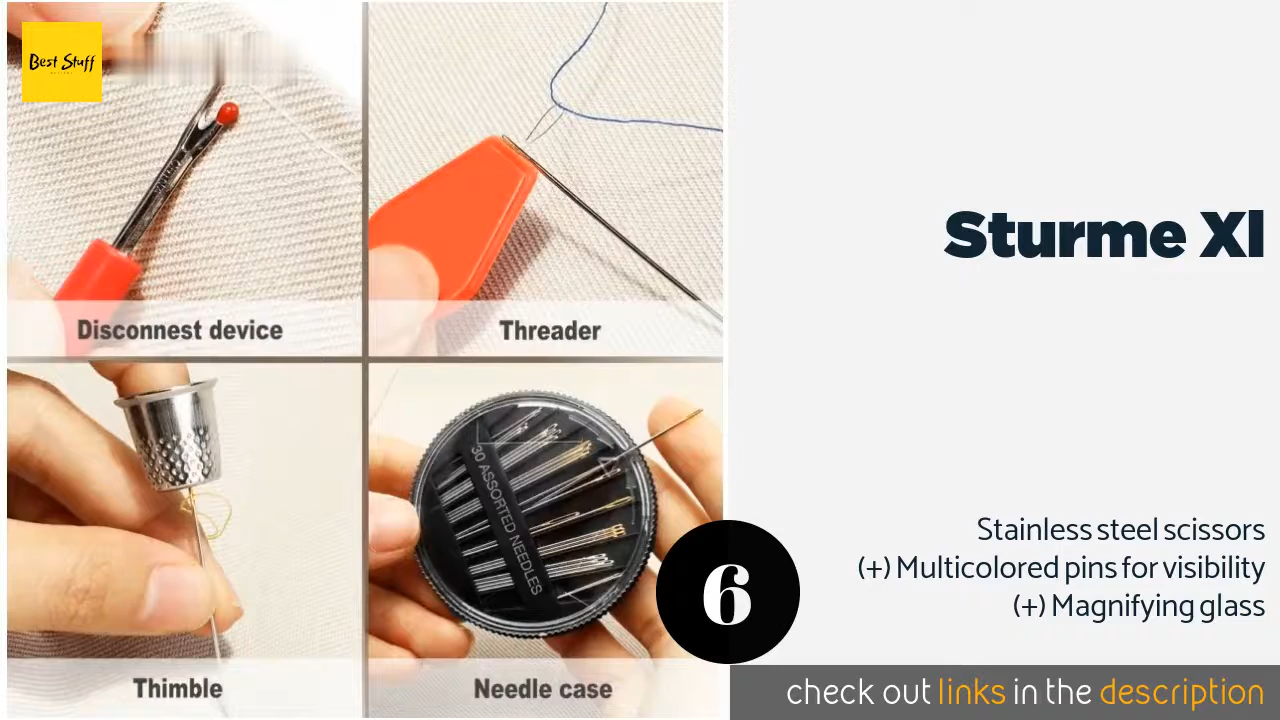 Best Stuff
Disconnest device
Threader
30 ASSORTED NEEDLES
Thimble
Needle case
Sturme Xl
6
Stainless steel scissors
(+) Multicolored pins for visibility
(+) Magnifying glass
check out links in the description